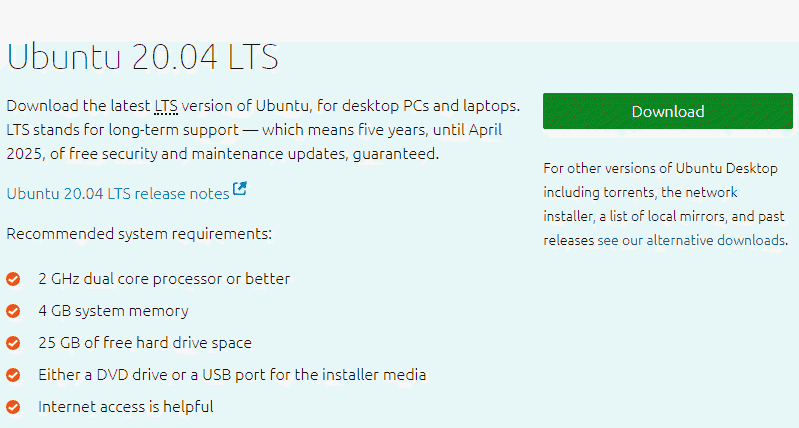 Ubuntu 20.04 LTS
Download the latest LTS version of Ubuntu, for desktop PCs and laptops.
LTS stands for long-term support — which means five years, until April
2025, of free security and maintenance updates, guaranteed.
Ubuntu 20.04 LTS release notes
Recommended system requirements:
2 GHz dual core processor or better
4 GB system memory
25 GB of free hard drive space
Either a DVD drive or a USB port for the installer media
Internet access is helpful
Download
For other versions of Ubuntu Desktop
including torrents, the network
installer, a list of local mirrors, and past
releases see our alternative downloads.